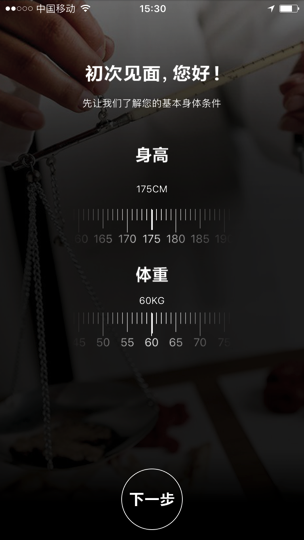 中国移动 15:30
初次见面,您好!
先让我们了解您的基本身体条件
身高
175CM
165 170 175 180 185
体重
60KG
50 55 60 65 70
下一步